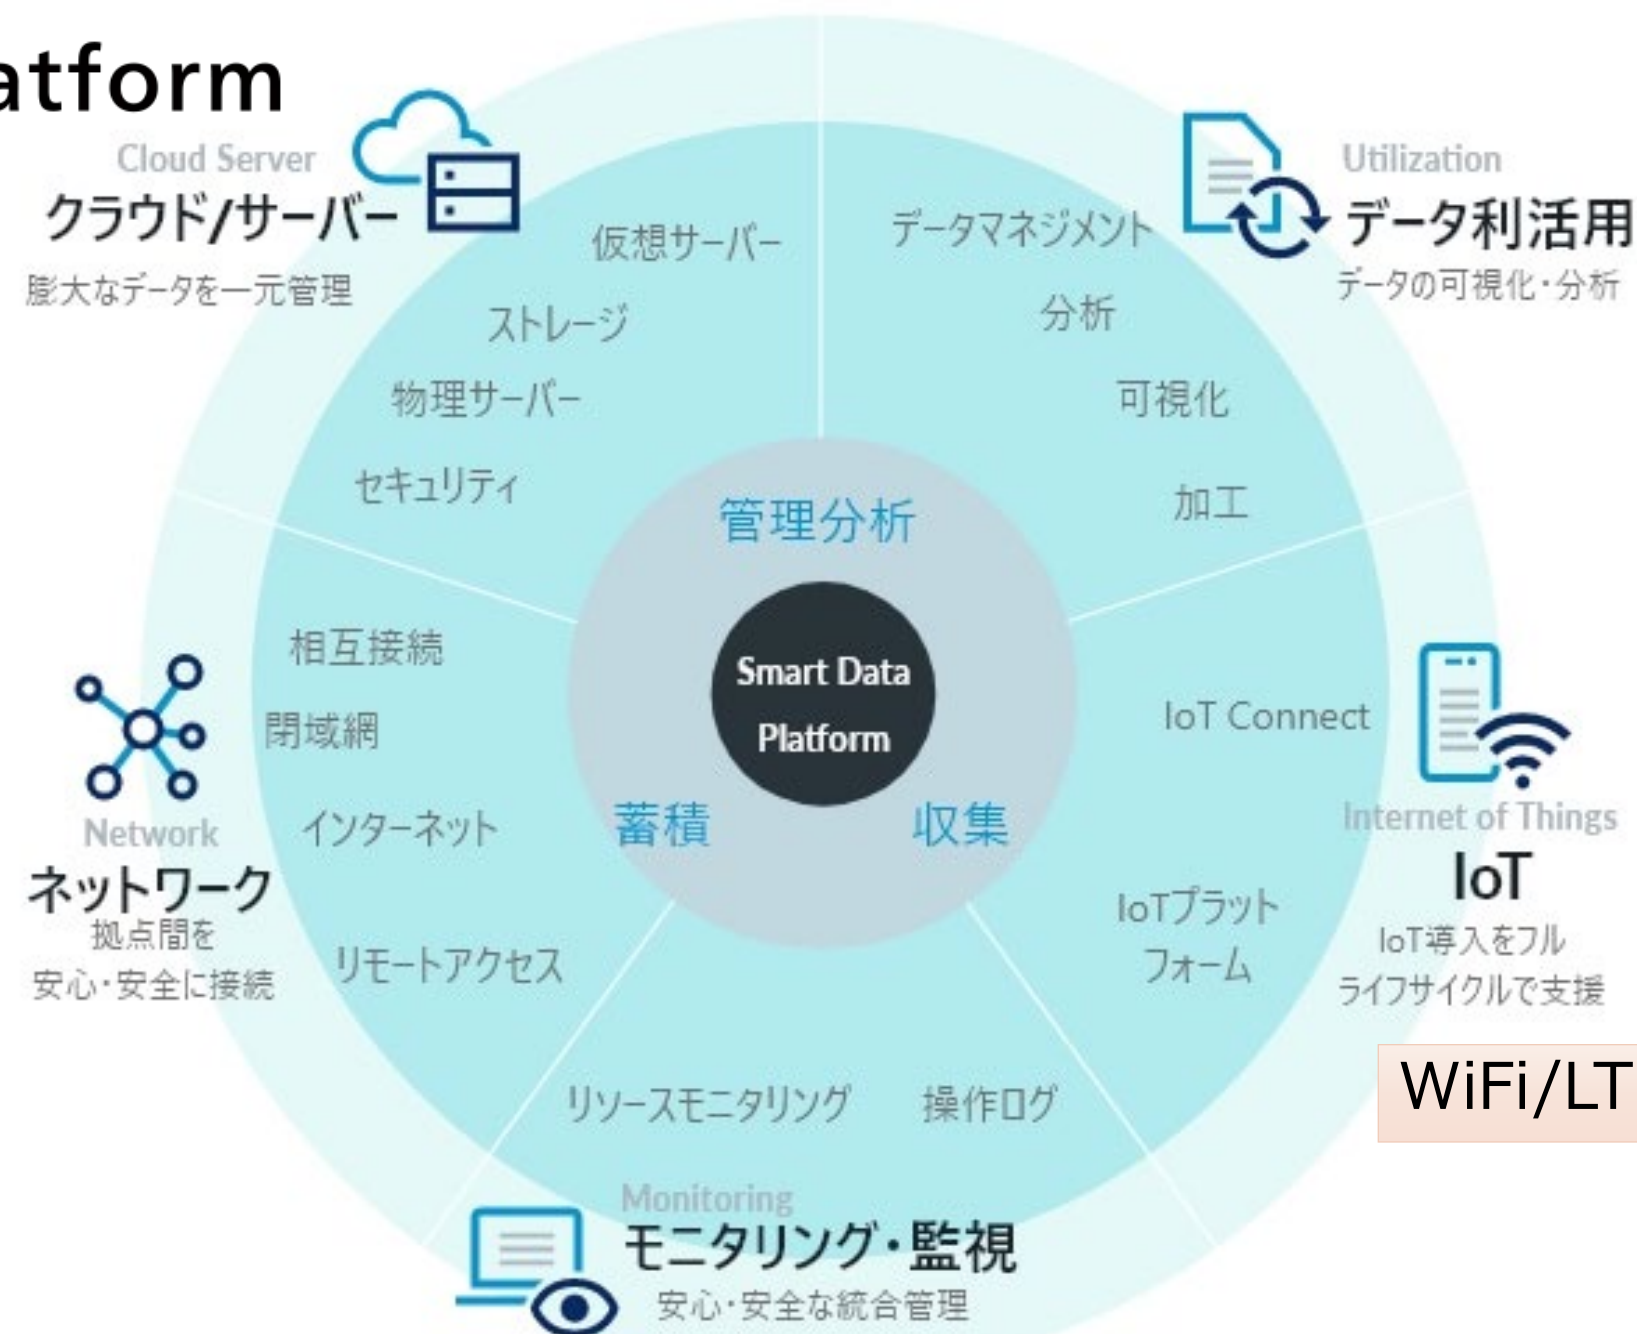 atform
Cloud Server
クラウド/サーバー
膨大なデータを一元管理
Utilization
データ利活用
データの可視化・分析
仮想サーバー
ストレージ
物理サーバー
セキュリティ
データマネジメント
分析
可視化
加工
管理分析
Smart Data
Platform
蓄積
収集
相互接続
閉域網
インターネット
リモートアクセス
Network
ネットワーク
拠点間を
安心・安全に接続
IoT Connect
IoTプラット
フォーム
Internet of Things
IoT
IoT導入をフル
ライフサイクルで支援
WiFi/LT
リソースモニタリング
操作ログ
Monitoring
モニタリング・監視
安心・安全な統合管理